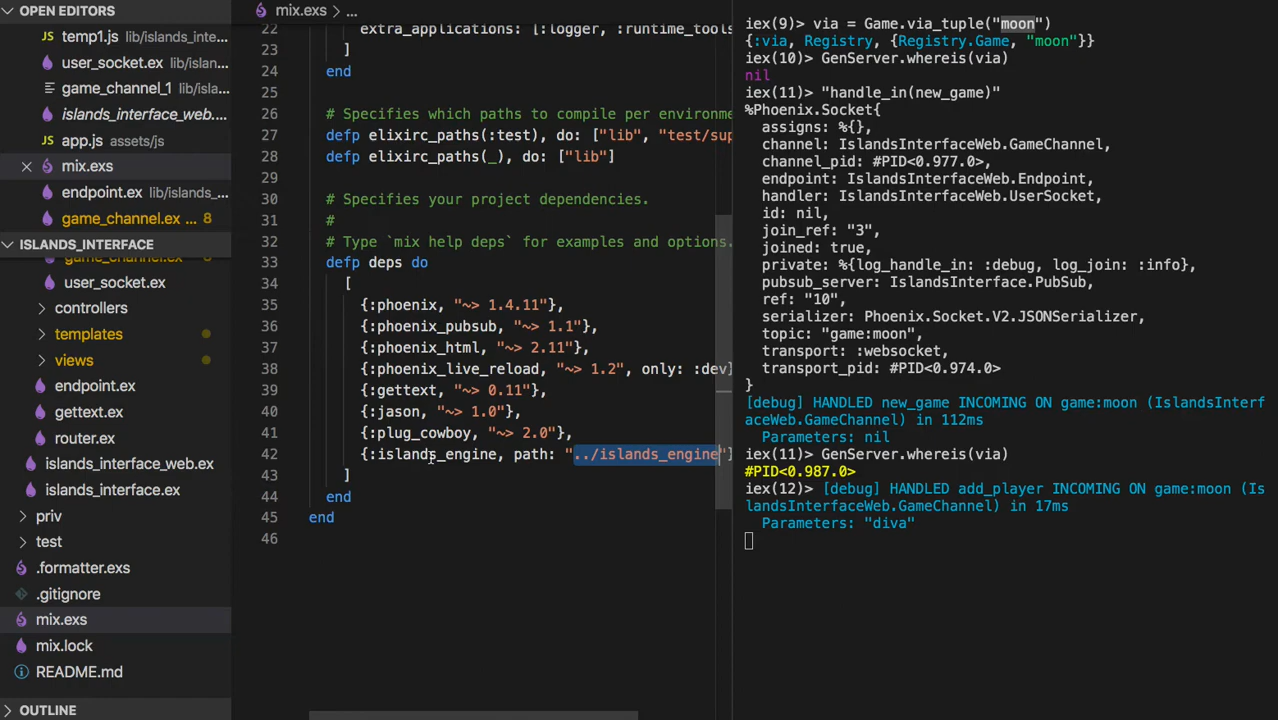 OPEN EDITORS
temp1.js lib/islands_inte...
user_socket.ex lib/isla...
game_channel_1 lib/isla...
islands_interface_web....
app.js assets/js
mix.exs
endpoint.ex lib/islands_...
game_channel.ex ... 8
ISLANDS_INTERFACE
game_channel.ex
user_socket.ex
controllers
templates
views
endpoint.ex
gettext.ex
router.ex
islands_interface_web.ex
islands_interface.ex
priv
test
.formatter.exs
.gitignore
mix.exs
mix.lock
README.md
OUTLINE
mix.exs > ...
22 extra_applications: [:logger, :runtime_tools
23 ]
24 end
25
26 # Specifies which paths to compile per environme
27 defp elixirc_paths(:test), do: ["lib", "test/sup
28 defp elixirc_paths(_), do: ["lib"]
29
30 # Specifies your project dependencies.
31 #
32 # Type `mix help deps` for examples and options.
33 defp deps do
34 [
35 {:phoenix, "~> 1.4.11"},
36 {:phoenix_pubsub, "~> 1.1"},
37 {:phoenix_html, "~> 2.11"},
38 {:phoenix_live_reload, "~> 1.2", only: :dev}
39 {:gettext, "~> 0.11"},
40 {:jason, "~> 1.0"},
41 {:plug_cowboy, "~> 2.0"},
42 {:islands_engine, path: "../islands_engine"}
43 ]
44 end
45 end
46
iex(9)> via = Game.via_tuple("moon")
{:via, Registry, {Registry.Game, "moon"}}
iex(10)> GenServer.whereis(via)
nil
iex(11)> "handle_in(new_game)"
%Phoenix.Socket{
assigns: %{},
channel: IslandsInterfaceWeb.GameChannel,
channel_pid: #PID<0.977.0>,
endpoint: IslandsInterfaceWeb.Endpoint,
handler: IslandsInterfaceWeb.UserSocket,
id: nil,
join_ref: "3",
joined: true,
private: %{log_handle_in: :debug, log_join: :info},
pubsub_server: IslandsInterface.PubSub,
ref: "10",
serializer: Phoenix.Socket.V2.JSONSerializer,
topic: "game:moon",
transport: :websocket,
transport_pid: #PID<0.974.0>
}
[debug] HANDLED new_game INCOMING ON game:moon (IslandsInterf
aceWeb.GameChannel) in 112ms
Parameters: nil
iex(11)> GenServer.whereis(via)
#PID<0.987.0>
iex(12)> [debug] HANDLED add_player INCOMING ON game:moon (Is
landsInterfaceWeb.GameChannel) in 17ms
Parameters: "diva"